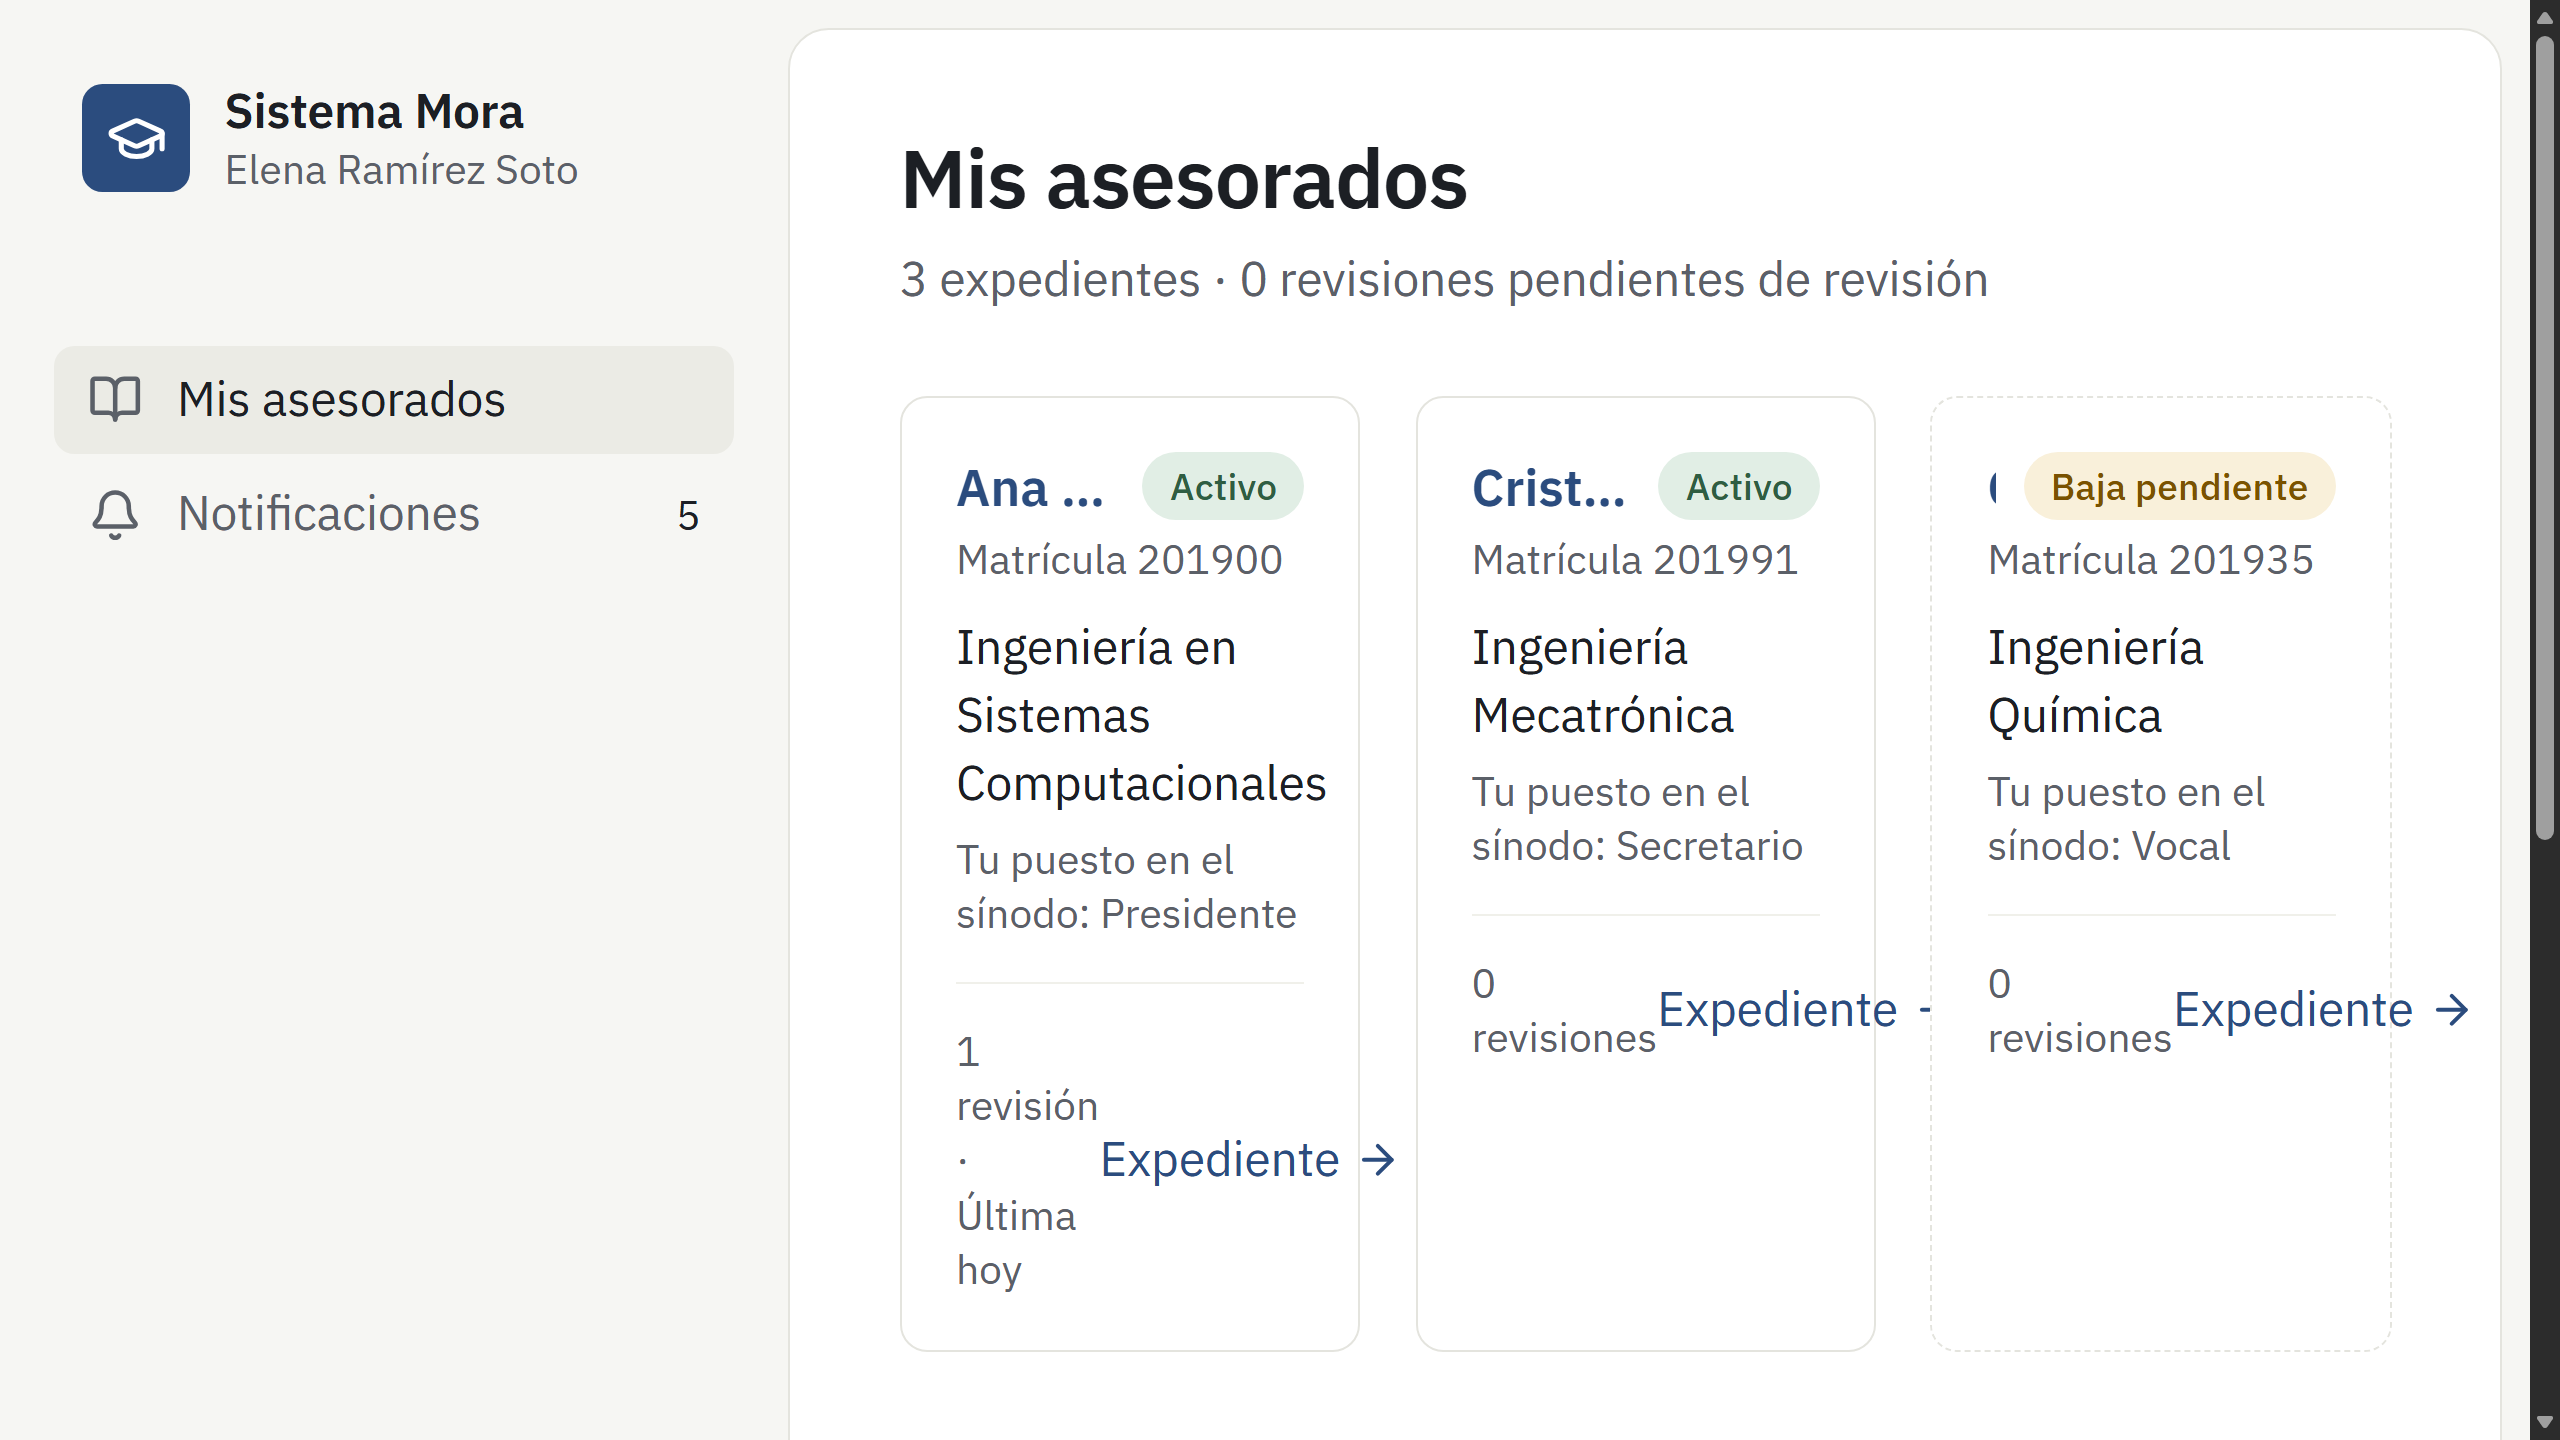 Sistema Mora
Elena Ramírez Soto
Mis asesorados
Notificaciones 5
Mis asesorados
3 expedientes · 0 revisiones pendientes de revisión
Ana ... Activo
Matrícula 201900
Ingeniería en
Sistemas
Computacionales
Tu puesto en el
sínodo: Presidente
1
revisión
·
Última
hoy
Expediente →
Crist... Activo
Matrícula 201991
Ingeniería
Mecatrónica
Tu puesto en el
sínodo: Secretario
0
revisiones
Expediente
Baja pendiente
Matrícula 201935
Ingeniería
Química
Tu puesto en el
sínodo: Vocal
0
revisiones
Expediente →